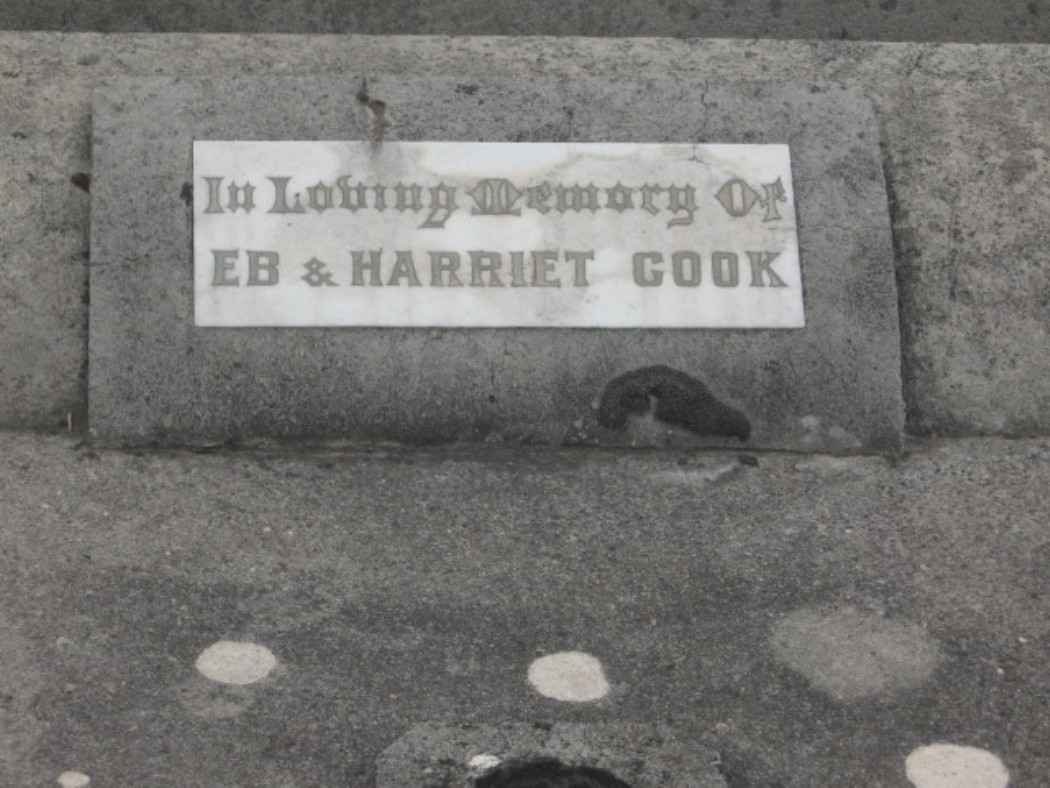 In Loving Memory Of
EB & HARRIET COOK